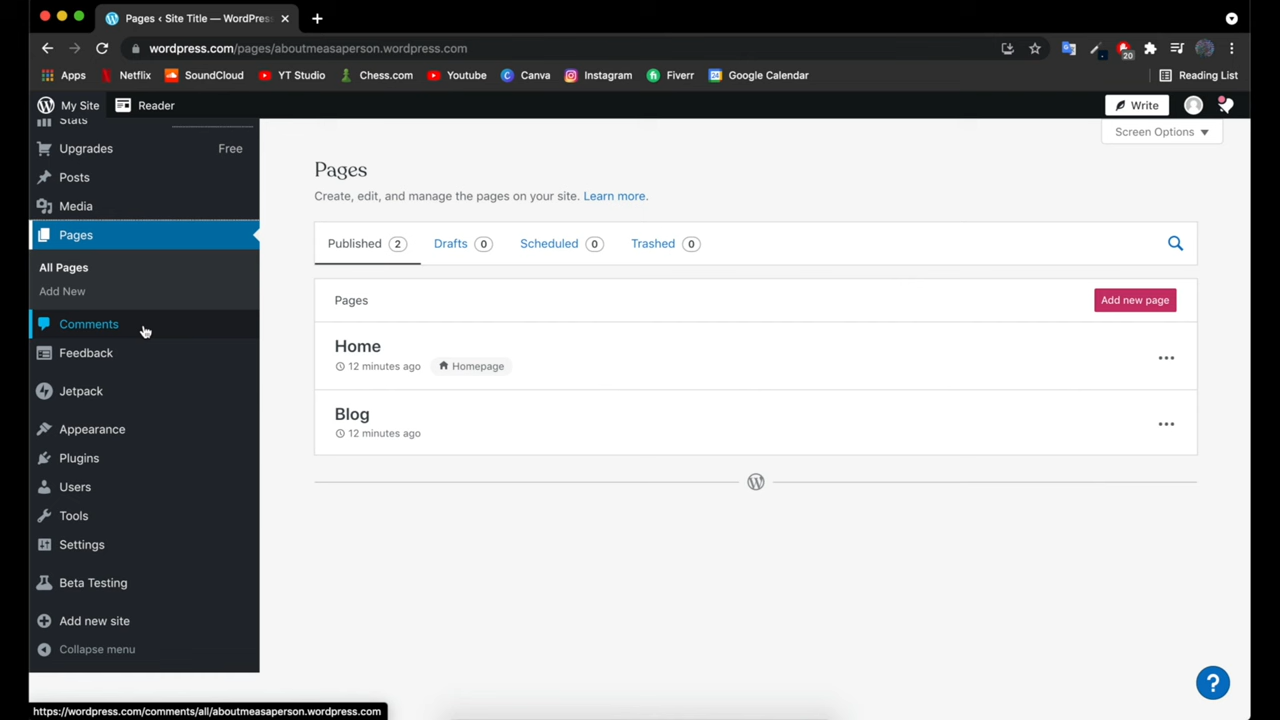 Pages ‹ Site Title — WordPress
wordpress.com/pages/aboutmeasaperson.wordpress.com
20
Apps Netflix SoundCloud YT Studio Chess.com Youtube Canva Instagram Fiverr Google Calendar Reading List
24
My Site Reader Write
Stats
Screen Options ▼
Upgrades Free
Posts
Media
Pages
All Pages
Add New
Comments
Feedback
Jetpack
Appearance
Plugins
Users
Tools
Settings
Beta Testing
Add new site
Collapse menu
Pages
Create, edit, and manage the pages on your site. Learn more.
Published 2 Drafts 0 Scheduled 0 Trashed 0
Pages Add new page
Home
12 minutes ago Homepage
Blog
12 minutes ago
?
https://wordpress.com/comments/all/aboutmeasaperson.wordpress.com